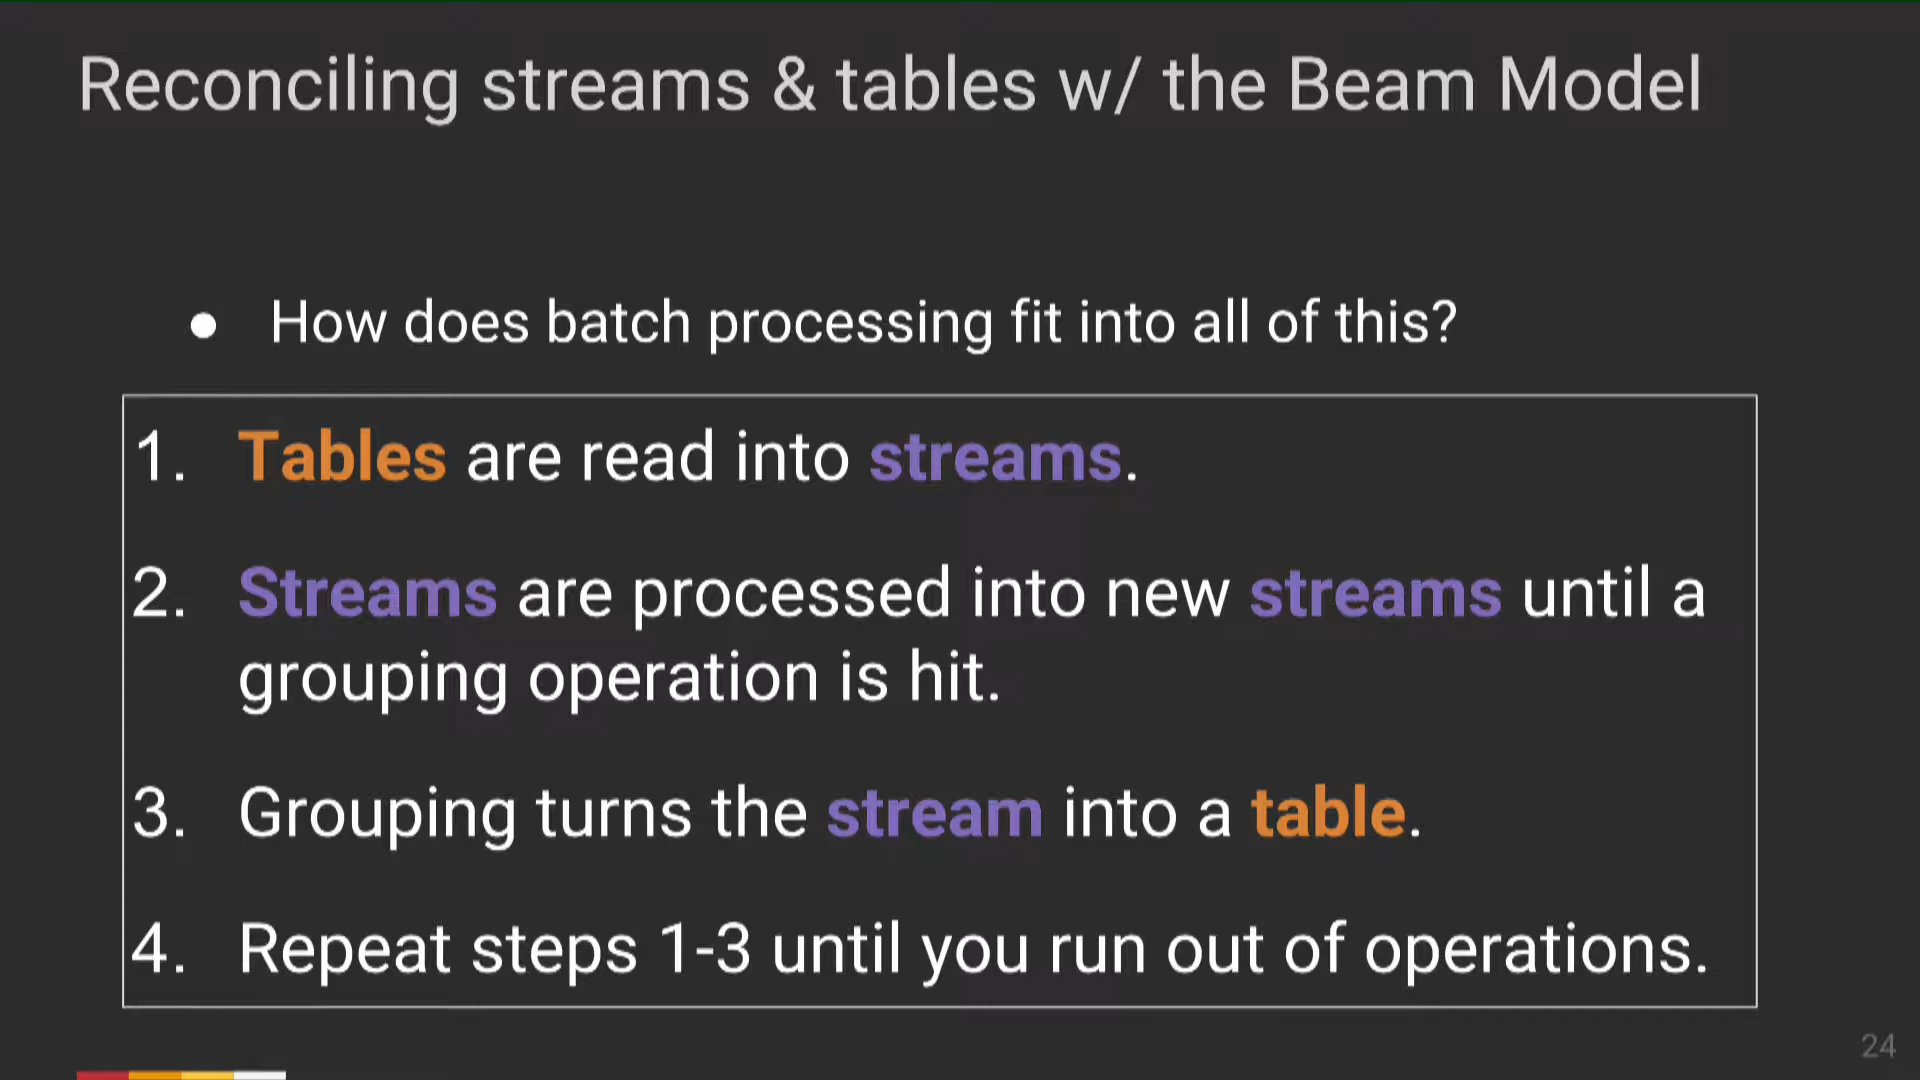 Reconciling streams & tables w/ the Beam Model
● How does batch processing fit into all of this?
1. Tables are read into streams.
2. Streams are processed into new streams until a
grouping operation is hit.
3. Grouping turns the stream into a table.
4. Repeat steps 1-3 until you run out of operations.
24